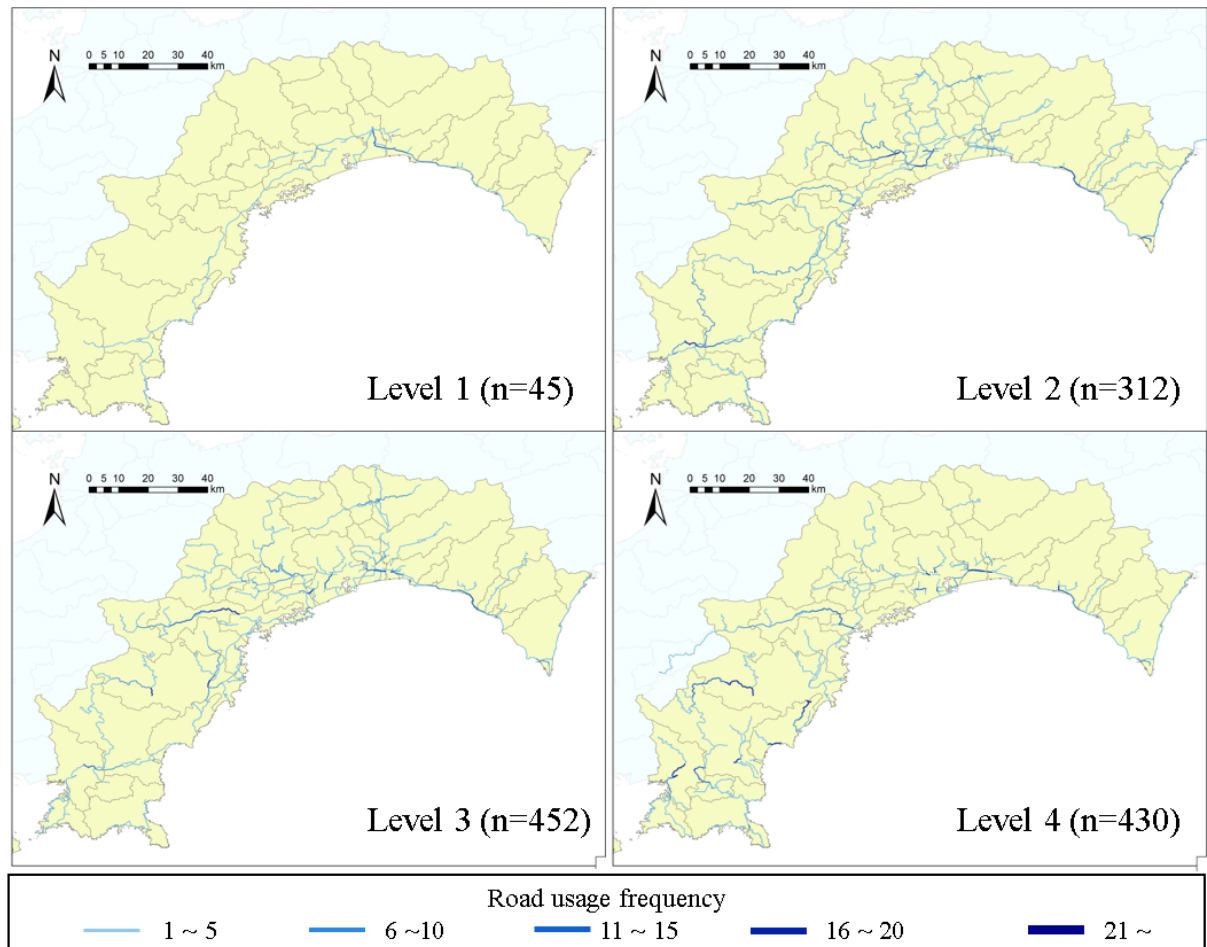 N
0 5 10 20 30 40
km
Level 1 (n=45)
N
0 5 10 20 30 40
km
Level 2 (n=312)
N
0 5 10 20 30 40
km
Level 3 (n=452)
N
0 5 10 20 30 40
km
Level 4 (n=430)
Road usage frequency
1 ~ 5 6 ~10 11 ~ 15 16 ~ 20 21 ~